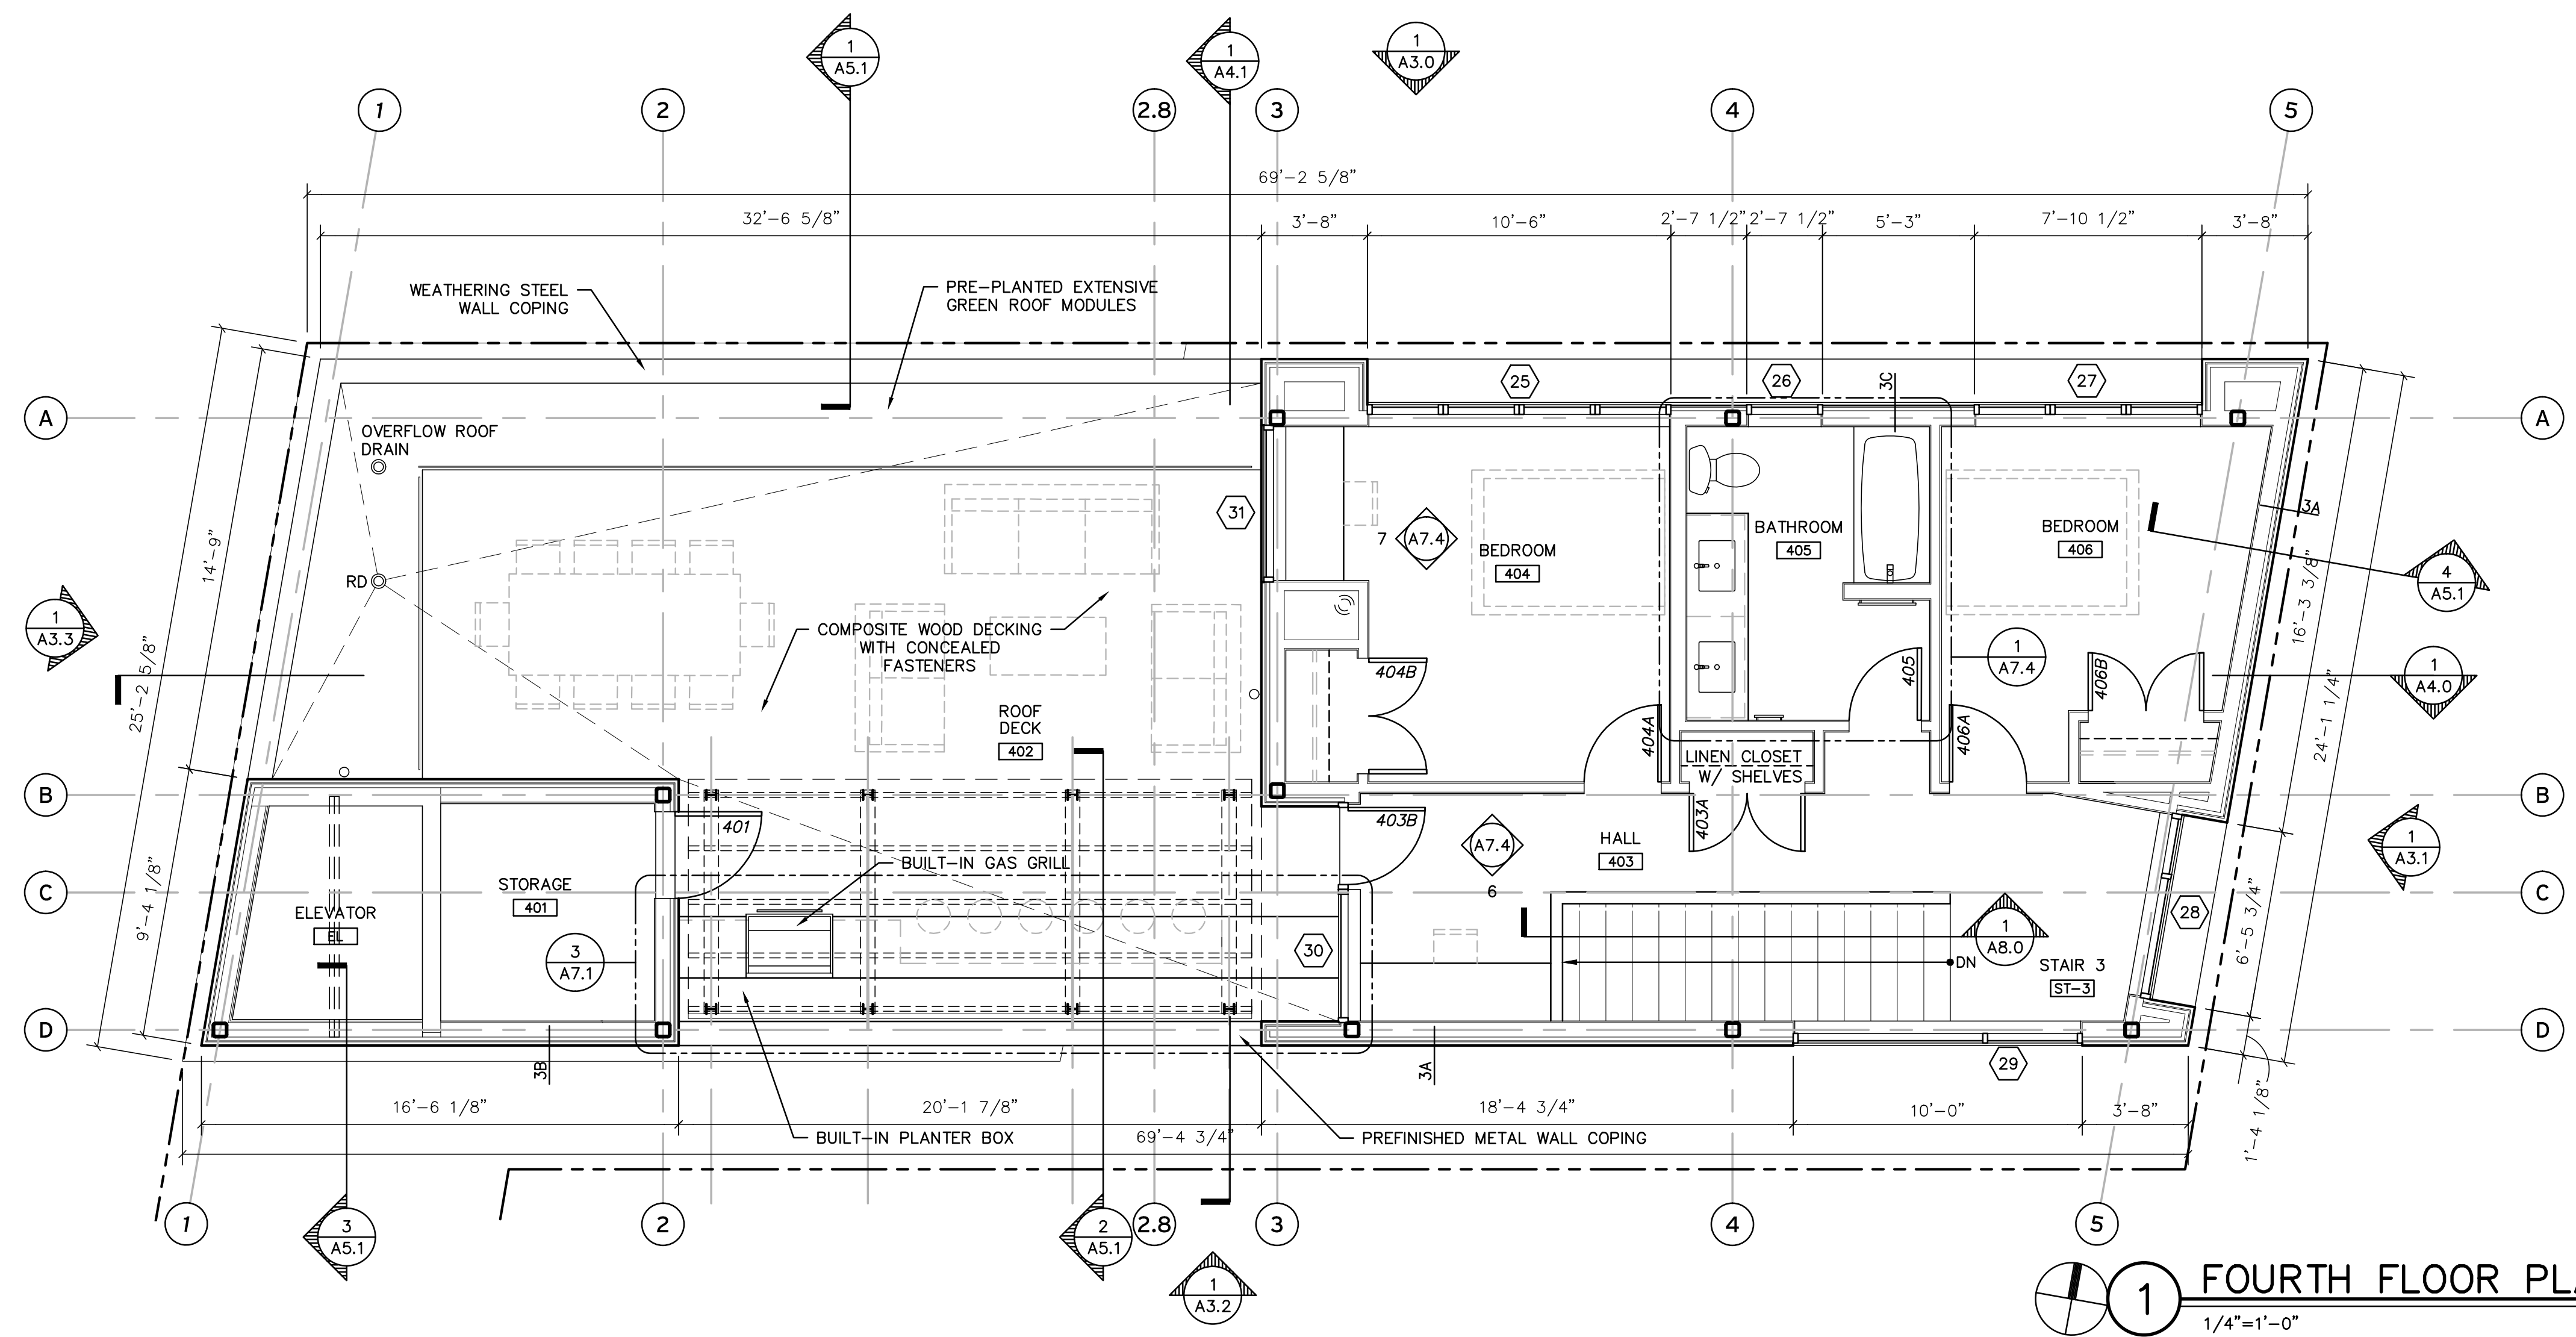 1
A5.1
1
A4.1
1
A3.0
1
2
2.8
3
4
5
69'-2 5/8"
32'-6 5/8"
3'-8"
10'-6"
2'-7 1/2"
2'-7 1/2"
5'-3"
7'-10 1/2"
3'-8"
WEATHERING STEEL
WALL COPING
PRE-PLANTED EXTENSIVE
GREEN ROOF MODULES
25
26
3C
27
A
A
OVERFLOW ROOF
DRAIN
31
3A
14'-9"
7
A7.4
BEDROOM
404
BATHROOM
405
BEDROOM
406
RD
4
A5.1
16'-3 3/8"
1
A3.3
COMPOSITE WOOD DECKING
WITH CONCEALED
FASTENERS
1
A7.4
404B
405
406B
1
A4.0
25'-2 5/8"
24'-1 1/4"
ROOF
DECK
402
404A
406A
LINEN CLOSET
W/ SHELVES
B
B
401
403B
403A
HALL
403
A7.4
6
1
A3.1
BUILT-IN GAS GRILL
C
C
STORAGE
401
ELEVATOR
EL
9'-4 1/8"
28
6'-5 3/4"
3
A7.1
30
1
A8.0
DN
STAIR 3
ST-3
D
D
3B
3A
29
16'-6 1/8"
20'-1 7/8"
18'-4 3/4"
10'-0"
3'-8"
1'-4 1/8"
BUILT-IN PLANTER BOX
69'-4 3/4"
PREFINISHED METAL WALL COPING
1
2
2.8
3
4
5
3
A5.1
2
A5.1
1
A3.2
1
FOURTH FLOOR PLA
1/4"=1'-0"